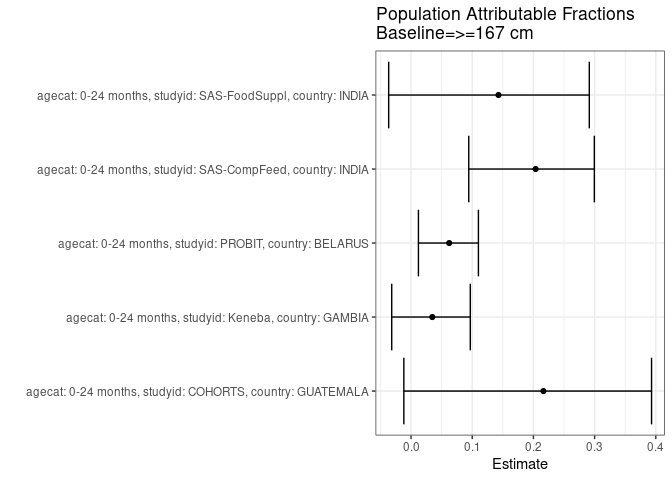 Population Attributable Fractions
Baseline=>=167 cm
agecat: 0-24 months, studyid: SAS-FoodSuppl, country: INDIA
agecat: 0-24 months, studyid: SAS-CompFeed, country: INDIA
agecat: 0-24 months, studyid: PROBIT, country: BELARUS
agecat: 0-24 months, studyid: Keneba, country: GAMBIA
agecat: 0-24 months, studyid: COHORTS, country: GUATEMALA
0.0 0.1 0.2 0.3 0.4
Estimate